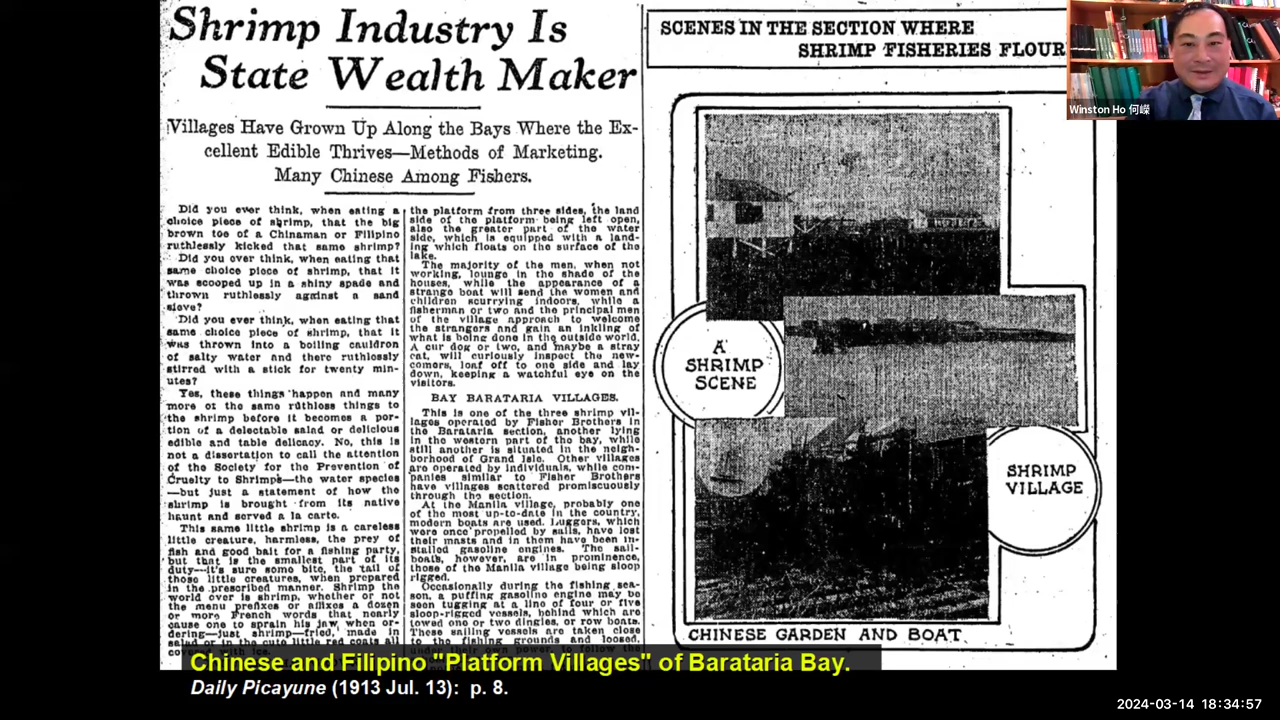 Shrimp Industry Is
State Wealth Maker
Villages Have Grown Up Along the Bays Where the Ex-
cellent Edible Thrives—Methods of Marketing.
Many Chinese Among Fishers.
Did you ever think, when eating a
choice piece of shrimp, that the big
brown toe of a Chinaman or Filipino
ruthlessly kicked that same shrimp?
Did you ever think, when eating that
same choice piece of shrimp, that it
was scooped up in a shiny spade and
thrown ruthlessly against a sand
sieve?
Did you ever think, when eating that
same choice piece of shrimp, that it
was thrown into a boiling cauldron
of salty water and there ruthlessly
stirred with a stick for twenty min-
utes?
Yes, these things happen and many
more of the same ruthless things to
the shrimp before it becomes a por-
tion of a delectable salad or delicious
edible and table delicacy. No, this is
not a dissertation to call the attention
of the Society for the Prevention of
Cruelty to Shrimps—the water species
—but just a statement of how the
shrimp is brought from its native
haunt and served a la carte.
This same little shrimp is a careless
little creature, harmless, the prey of
fish and good bait for a fishing party,
but that is the smallest part of its
duty—it's sure some bite, the tail of
those little creatures, when prepared
in the prescribed manner. Shrimp the
world over is shrimp, whether or not
the menu prefixes or affixes a dozen
or more French words that nearly
cause one to sprain his jaw when or-
dering—just shrimp—fried, made in
salad or in the cute little red coats all
covered with ice.
the platform from three sides, the land
side of the platform being left open,
also the greater part of the water
side, which is equipped with a land-
ing which floats on the surface of the
lake.
The majority of the men, when not
working, lounge in the shade of the
houses, while the appearance of a
strange boat will send the women and
children scurrying indoors, while a
fisherman or two and the principal men
of the village approach to welcome
the strangers and gain an inkling of
what is being done in the outside world.
A cur dog or two, and maybe a stray
cat, will curiously inspect the new-
comers, loaf off to one side and lay
down, keeping a watchful eye on the
visitors.
BAY BARATARIA VILLAGES.
This is one of the three shrimp vil-
lages operated by Fisher Brothers in
the Barataria section, another lying
in the western part of the bay, while
still another is situated in the neigh-
borhood of Grand Isle. Other villages
are operated by individuals, while com-
panies similar to Fisher Brothers
have villages scattered promiscuously
through the section.
At the Manila village, probably one
of the most up-to-date in the country,
modern boats are used. Luggers, which
were once propelled by sails, have lost
their masts and in them have been in-
stalled gasoline engines. The sail-
boats, however, are in prominence,
those of the Manila village being sloop
rigged.
Occasionally during the fishing sea-
son, a puffing gasoline engine may be
seen tugging at a line of four or five
sloop-rigged vessels, behind which are
towed one or two dingies, or row boats.
These sailing vessels are taken close
to the fishing grounds and loosed,
under their own power, to follow the
SCENES IN THE SECTION WHERE
SHRIMP FISHERIES FLOUR
A
SHRIMP
SCENE
SHRIMP
VILLAGE
CHINESE GARDEN AND BOAT
Winston Ho 何嶸
Chinese and Filipino "Platform Villages" of Barataria Bay.
Daily Picayune (1913 Jul. 13): p. 8.
2024-03-14 18:34:57